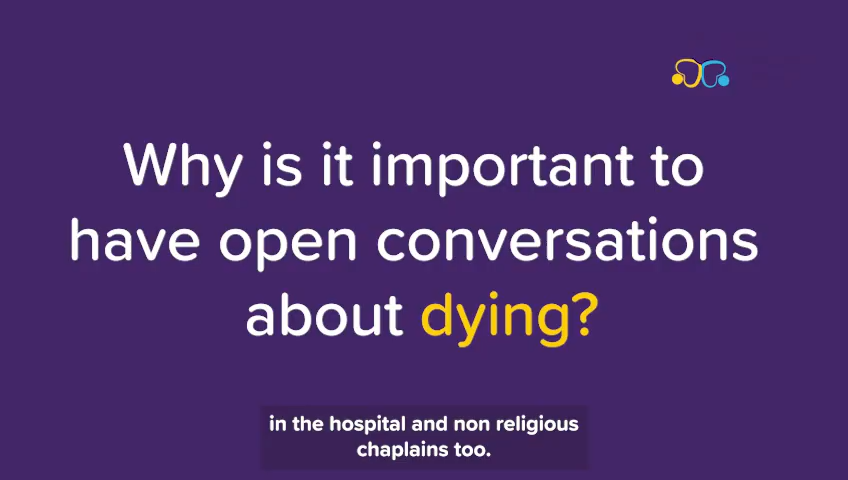 Why is it important to
have open conversations
about dying?
in the hospital and non religious
chaplains too.